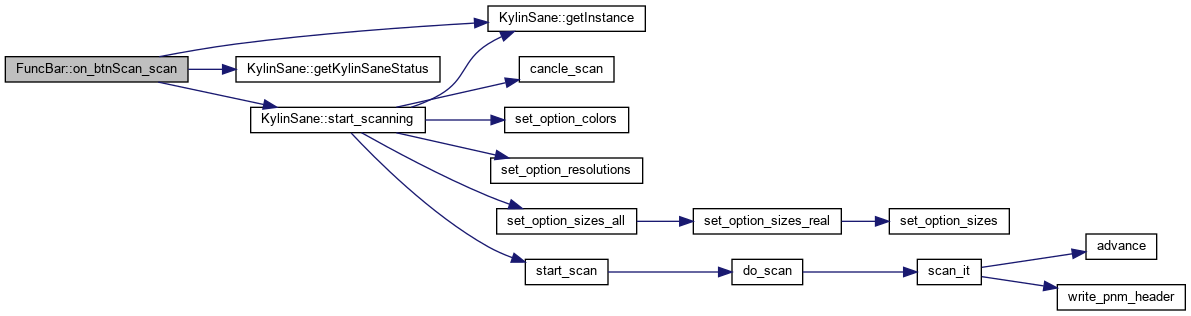 FuncBar::on_btnScan_scan
KylinSane::getInstance
KylinSane::getKylinSaneStatus
KylinSane::start_scanning
cancle_scan
set_option_colors
set_option_resolutions
set_option_sizes_all
set_option_sizes_real
set_option_sizes
start_scan
do_scan
scan_it
advance
write_pnm_header